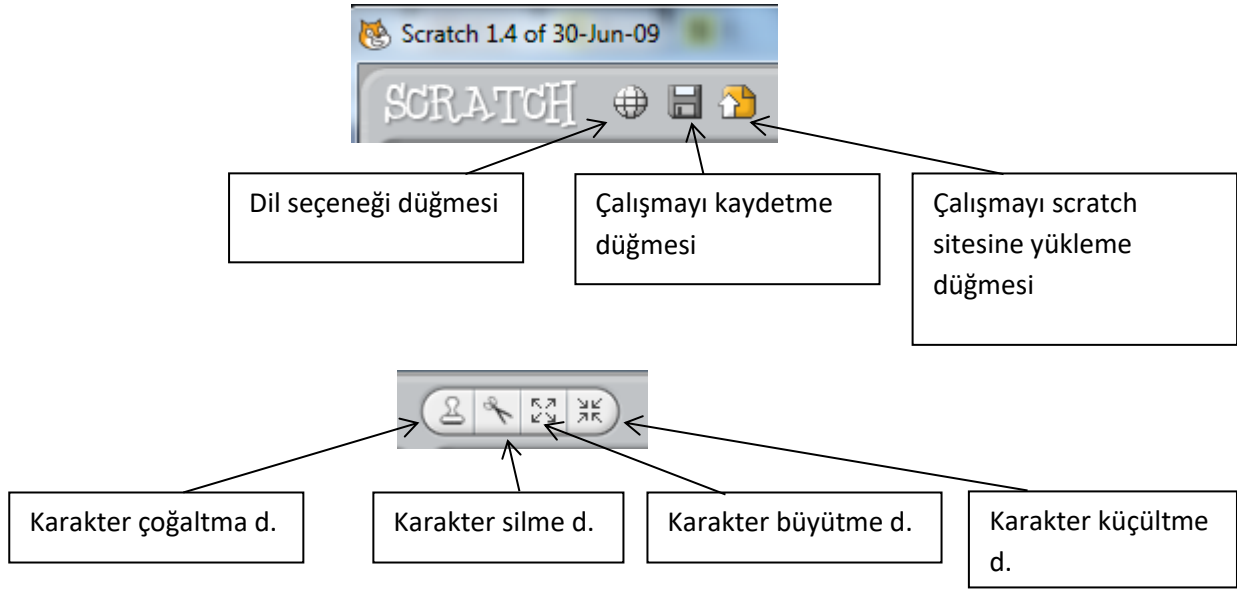 Scratch 1.4 of 30-Jun-09
SCRATCH
Dil seçeneği düğmesi
Çalışmayı kaydetme
düğmesi
Çalışmayı scratch
sitesine yükleme
düğmesi
Karakter çoğaltma d.
Karakter silme d.
Karakter büyütme d.
Karakter küçültme
d.